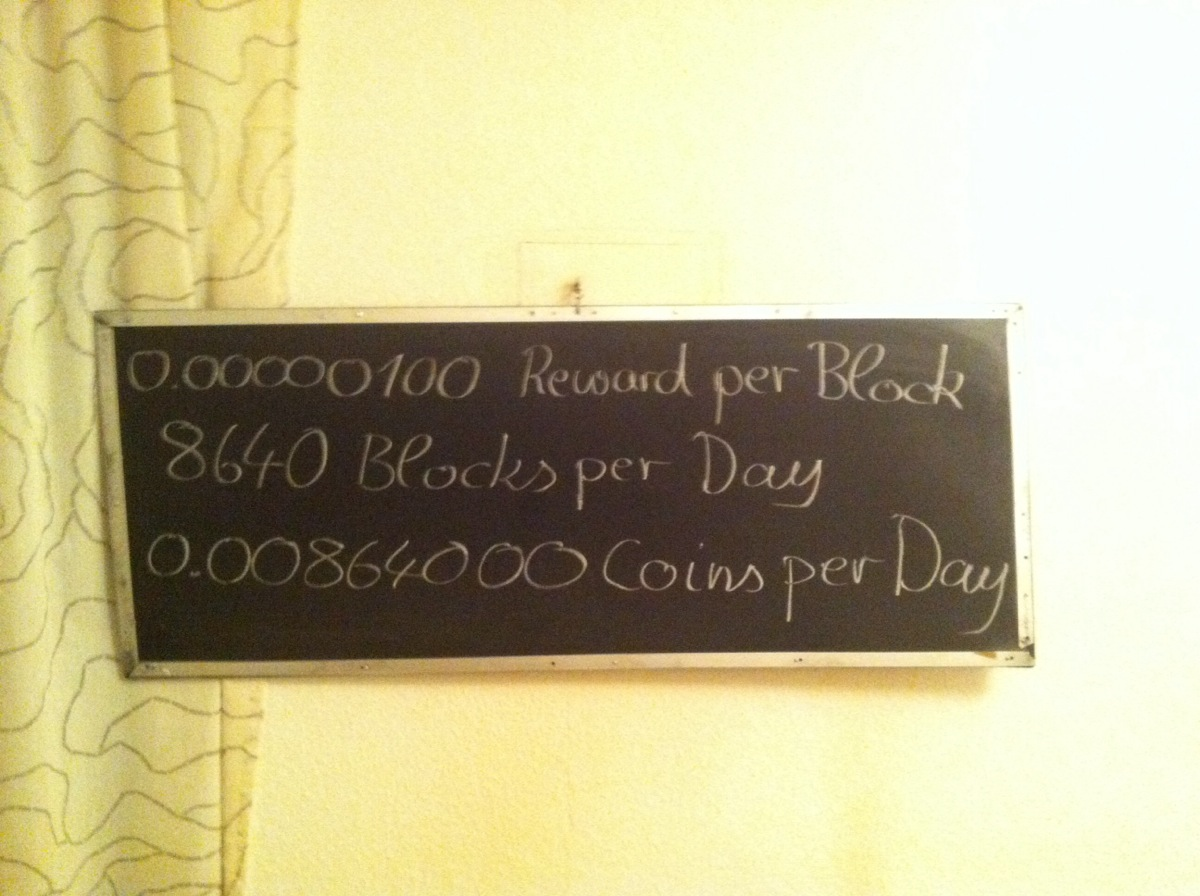 0.00000100 Reward per Block
8640 Blocks per Day
0.00864000 Coins per Day